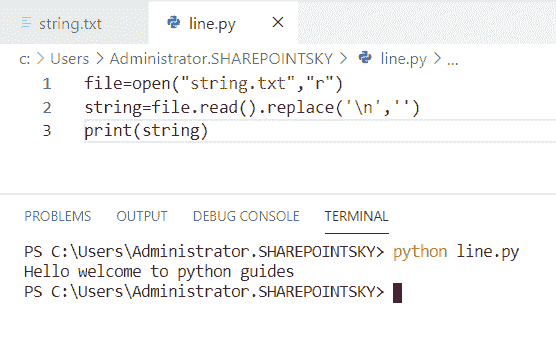 string.txt line.py ×
c: > Users > Administrator.SHAREPOINTSKY > line.py > ...
1 file=open("string.txt","r")
2 string=file.read().replace('\n','')
3 print(string)
PROBLEMS OUTPUT DEBUG CONSOLE TERMINAL
PS C:\Users\Administrator.SHAREPOINTSKY> python line.py
Hello welcome to python guides
PS C:\Users\Administrator.SHAREPOINTSKY>